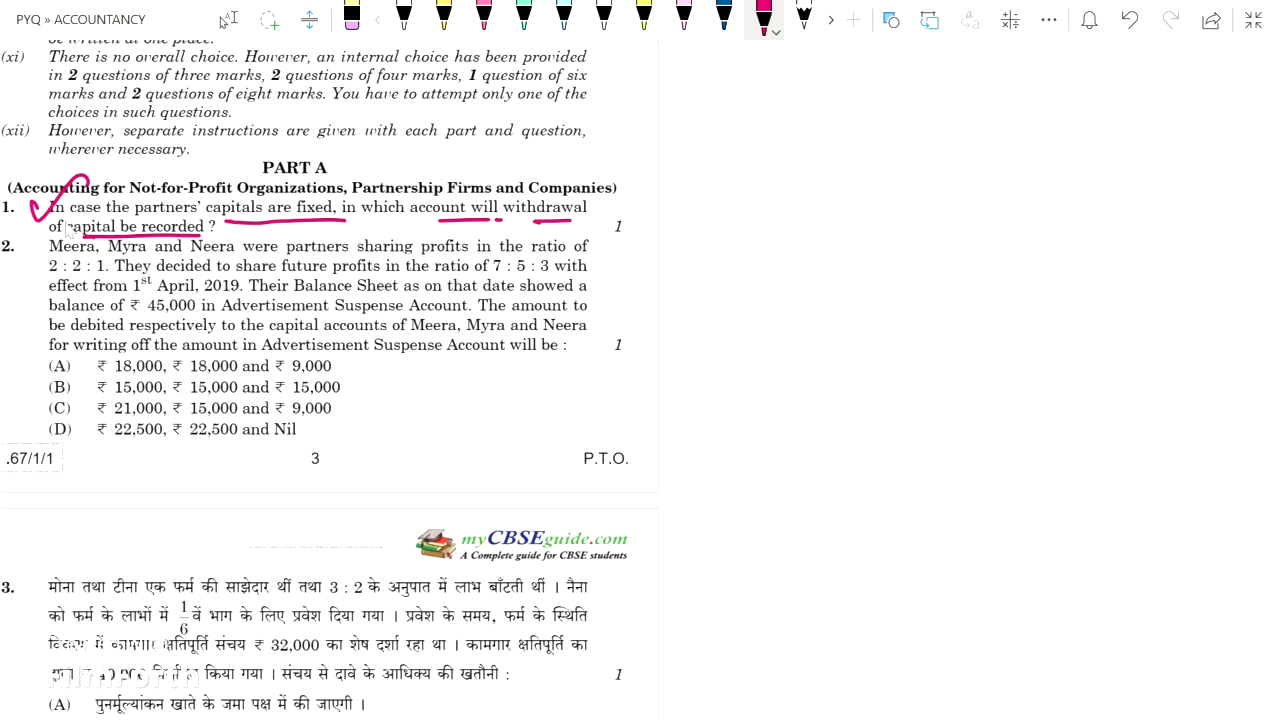 PYQ » ACCOUNTANCY
be written at one place.
(xi) There is no overall choice. However, an internal choice has been provided
in 2 questions of three marks, 2 questions of four marks, 1 question of six
marks and 2 questions of eight marks. You have to attempt only one of the
choices in such questions.
(xii) However, separate instructions are given with each part and question,
wherever necessary.
PART A
(Accounting for Not-for-Profit Organizations, Partnership Firms and Companies)
1. In case the partners' capitals are fixed, in which account will withdrawal
of capital be recorded ? 1
2. Meera, Myra and Neera were partners sharing profits in the ratio of
2 : 2 : 1. They decided to share future profits in the ratio of 7 : 5 : 3 with
effect from 1st April, 2019. Their Balance Sheet as on that date showed a
balance of ₹ 45,000 in Advertisement Suspense Account. The amount to
be debited respectively to the capital accounts of Meera, Myra and Neera
for writing off the amount in Advertisement Suspense Account will be : 1
(A) ₹ 18,000, ₹ 18,000 and ₹ 9,000
(B) ₹ 15,000, ₹ 15,000 and ₹ 15,000
(C) ₹ 21,000, ₹ 15,000 and ₹ 9,000
(D) ₹ 22,500, ₹ 22,500 and Nil
.67/1/1 3 P.T.O.
myCBSEguide.com
A Complete guide for CBSE students
3. मोना तथा टीना एक फर्म की साझेदार थीं तथा 3 : 2 के अनुपात में लाभ बाँटती थीं । नैना
को फर्म के लाभों में 1/6 वें भाग के लिए प्रवेश दिया गया । प्रवेश के समय, फर्म के स्थिति
विवरण में कामगार क्षतिपूर्ति संचय ₹ 32,000 का शेष दर्शा रहा था । कामगार क्षतिपूर्ति का
किया गया । संचय से दावे के आधिक्य की खतौनी : 1
(A) पुनर्मूल्यांकन खाते के जमा पक्ष में की जाएगी ।